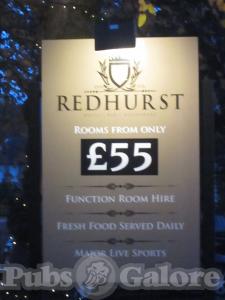 REDHURST
ROOMS FROM ONLY
£55
FUNCTION ROOM HIRE
FRESH FOOD SERVED DAILY
MAJOR LIVE SPORTS
Pubs Galore